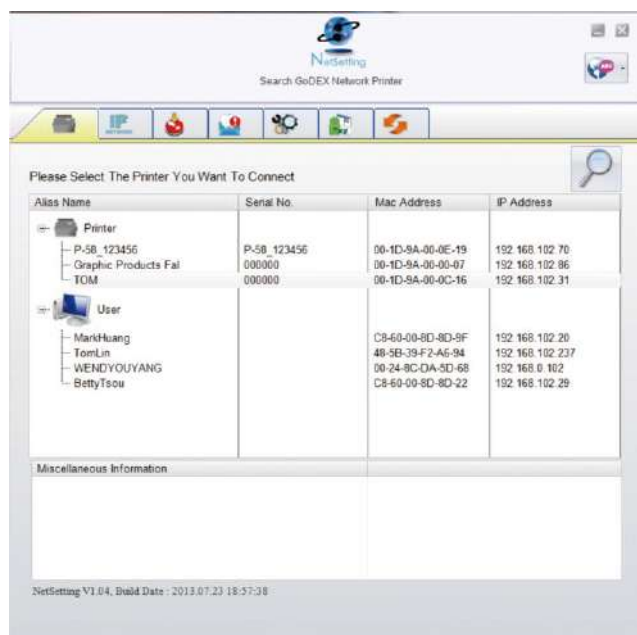 NetSetting
Search GoDEX Network Printer
IP
Please Select The Printer You Want To Connect
Alias Name Serial No. Mac Address IP Address
Printer
P-58_123456 P-58_123456 00-1D-9A-00-0E-19 192.168.102.70
Graphic Products Fal 000000 00-1D-9A-00-00-07 192.168.102.86
TOM 000000 00-1D-9A-00-0C-16 192.168.102.31
User
MarkHuang C8-60-00-8D-8D-9F 192.168.102.20
TomLin 48-5B-39-F2-A6-94 192.168.102.237
WENDYOUYANG 00-24-8C-DA-5D-68 192.168.0.102
BettyTsou C8-60-00-8D-8D-22 192.168.102.29
Miscellaneous Information
NetSetting V1.04, Build Date : 2013.07.23 18:57:38